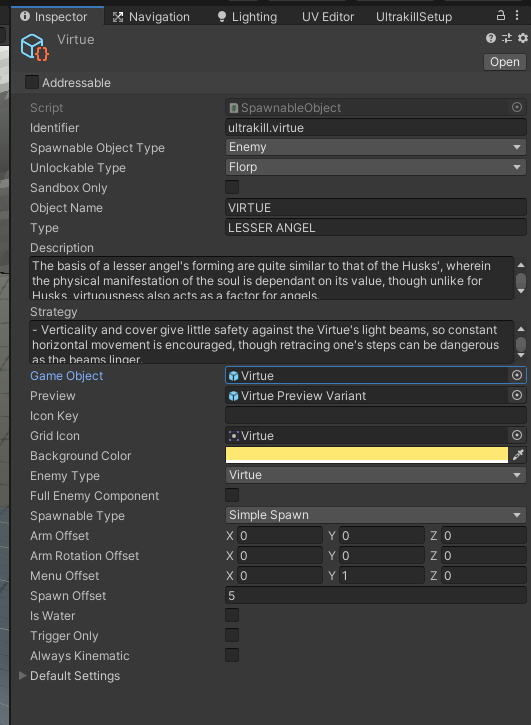 Inspector Navigation Lighting UV Editor UltrakillSetup
Virtue
Open
Addressable
Script SpawnableObject
Identifier ultrakill.virtue
Spawnable Object Type Enemy
Unlockable Type Florp
Sandbox Only
Object Name VIRTUE
Type LESSER ANGEL
Description
The basis of a lesser angel's forming are quite similar to that of the Husks', wherein
the physical manifestation of the soul is dependant on its value, though unlike for
Husks, virtuousness also acts as a factor for angels.
Strategy
- Verticality and cover give little safety against the Virtue's light beams, so constant
horizontal movement is encouraged, though retracing one's steps can be dangerous
as the beams linger.
Game Object Virtue
Preview Virtue Preview Variant
Icon Key
Grid Icon Virtue
Background Color
Enemy Type Virtue
Full Enemy Component
Spawnable Type Simple Spawn
Arm Offset X 0 Y 0 Z 0
Arm Rotation Offset X 0 Y 0 Z 0
Menu Offset X 0 Y 1 Z 0
Spawn Offset 5
Is Water
Trigger Only
Always Kinematic
Default Settings